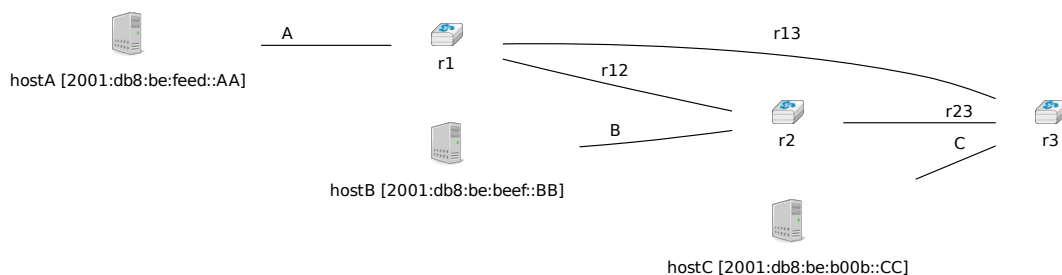 A
r13
r1
hostA [2001:db8:be:feed::AA]
r12
r23
B
r2
C
r3
hostB [2001:db8:be:beef::BB]
hostC [2001:db8:be:b00b::CC]